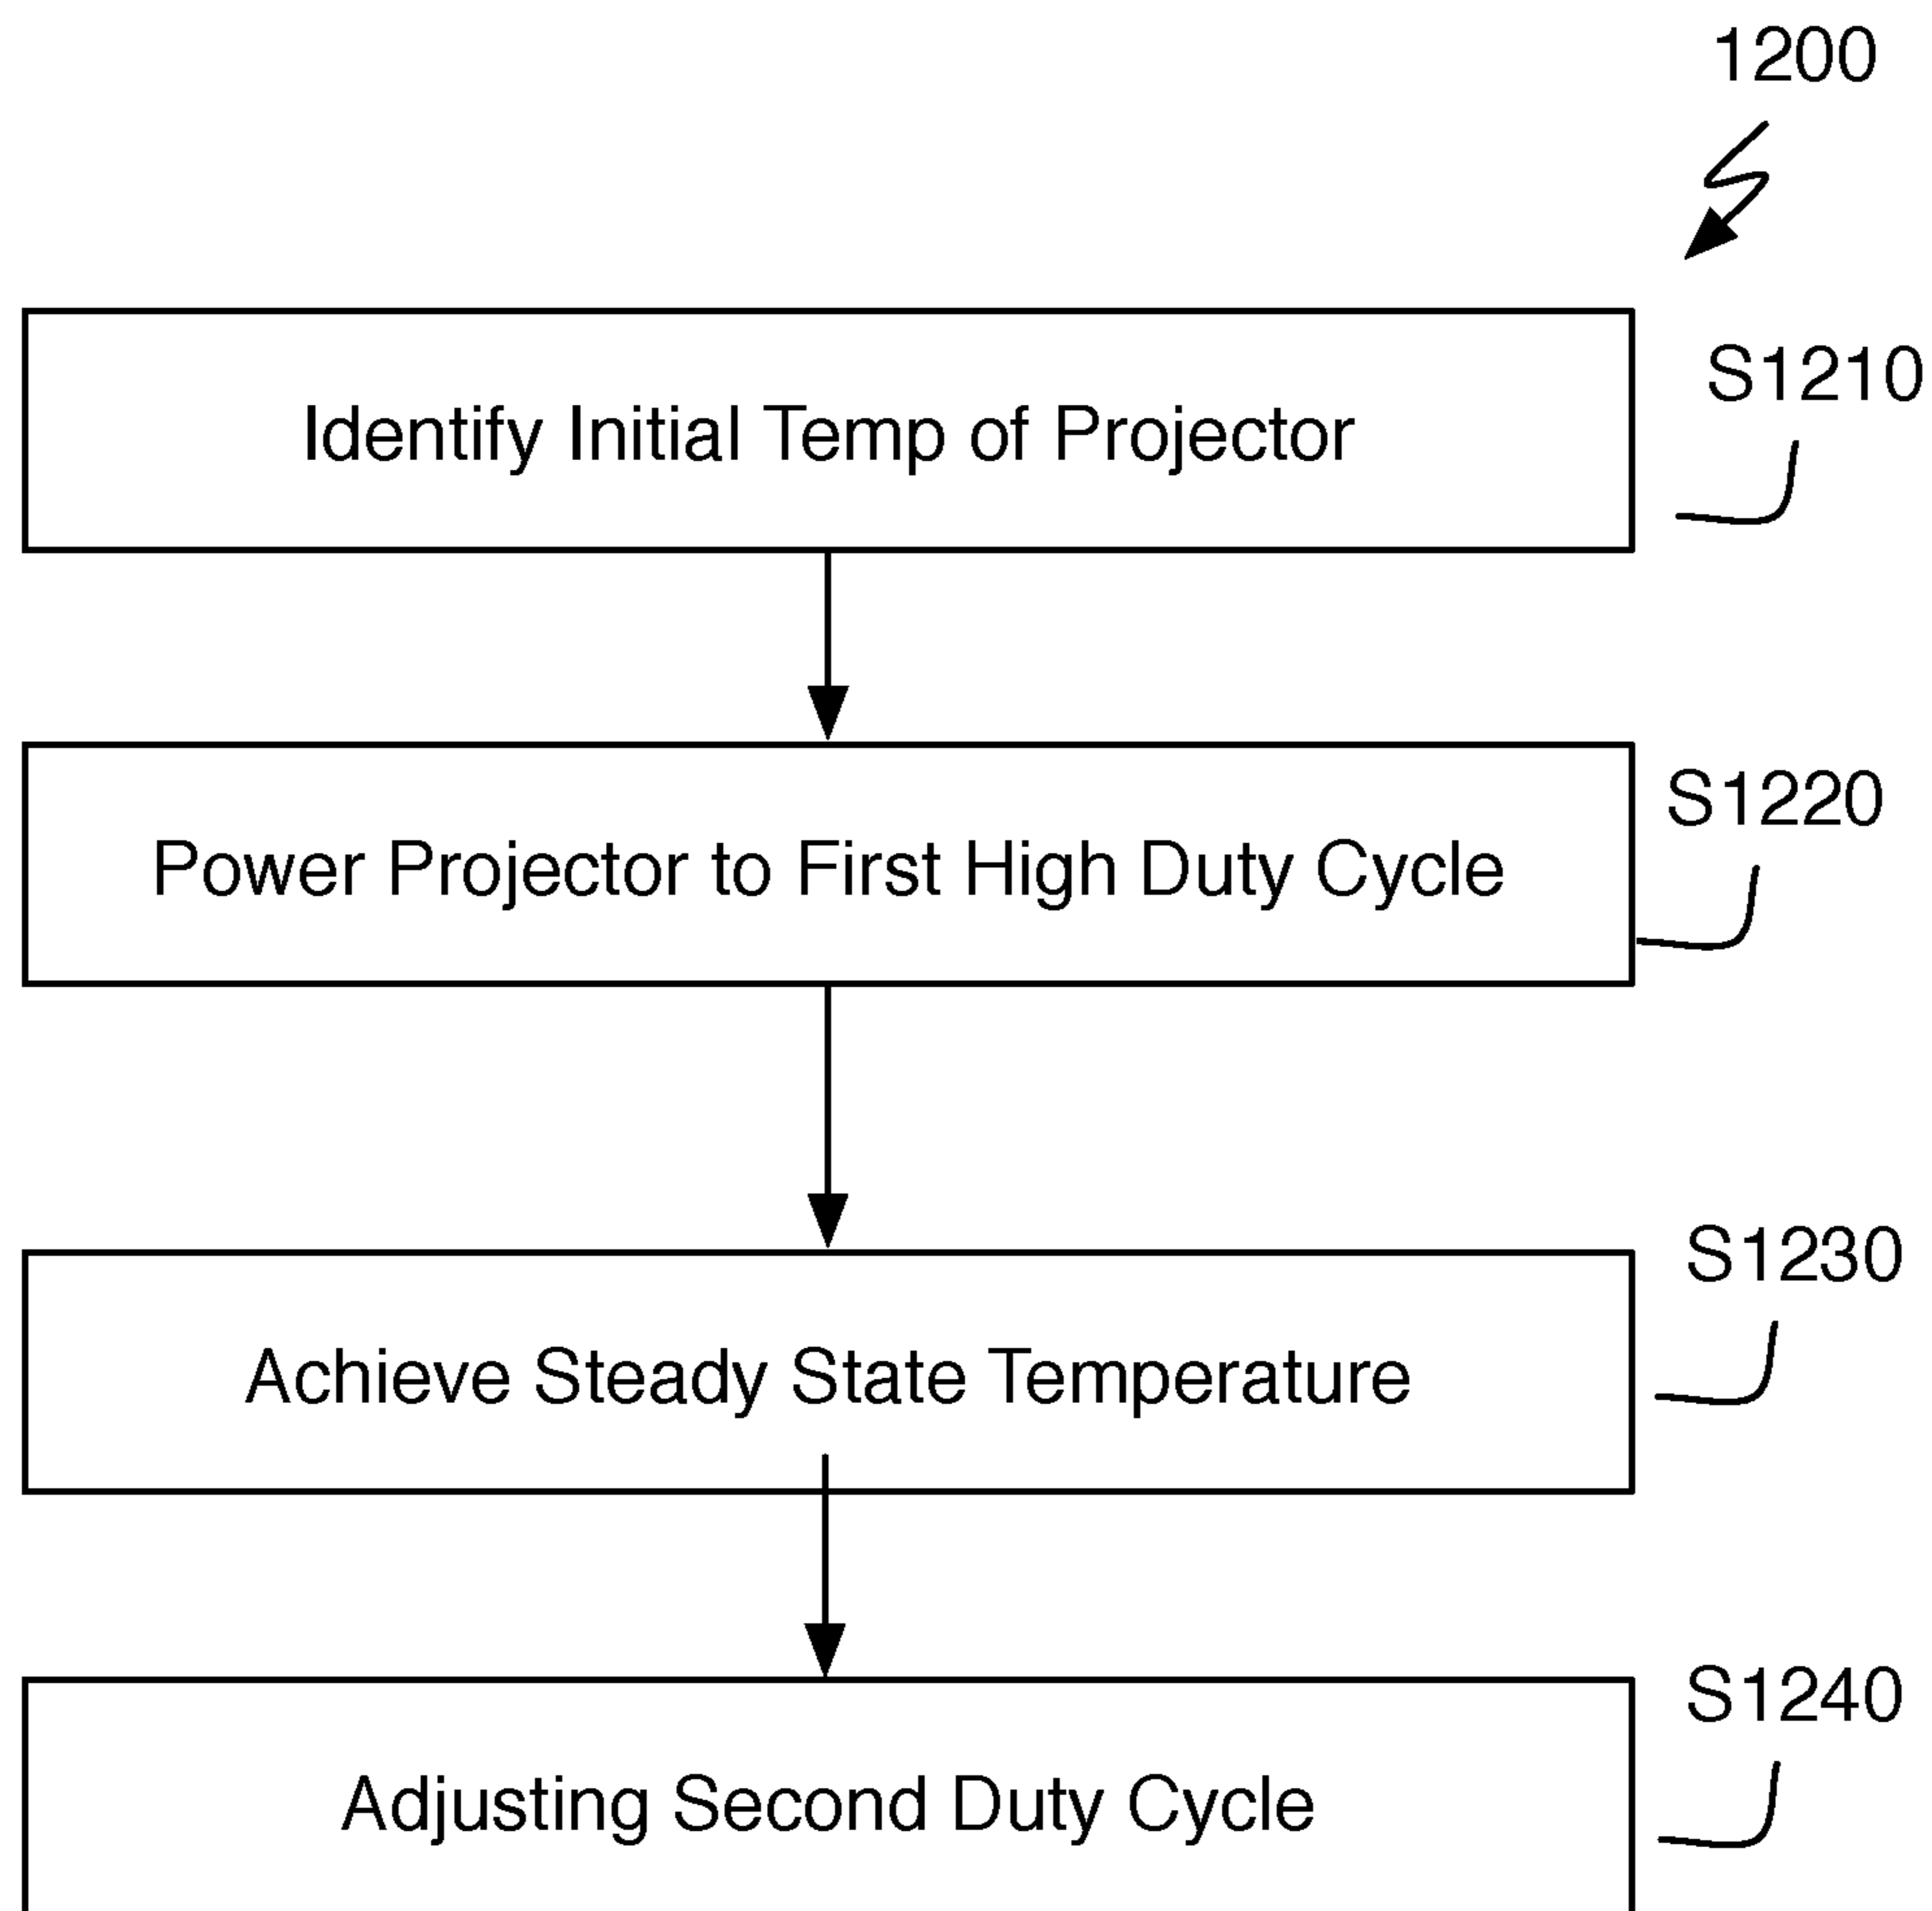 1200
S1210
Identify Initial Temp of Projector
S1220
Power Projector to First High Duty Cycle
S1230
Achieve Steady State Temperature
S1240
Adjusting Second Duty Cycle